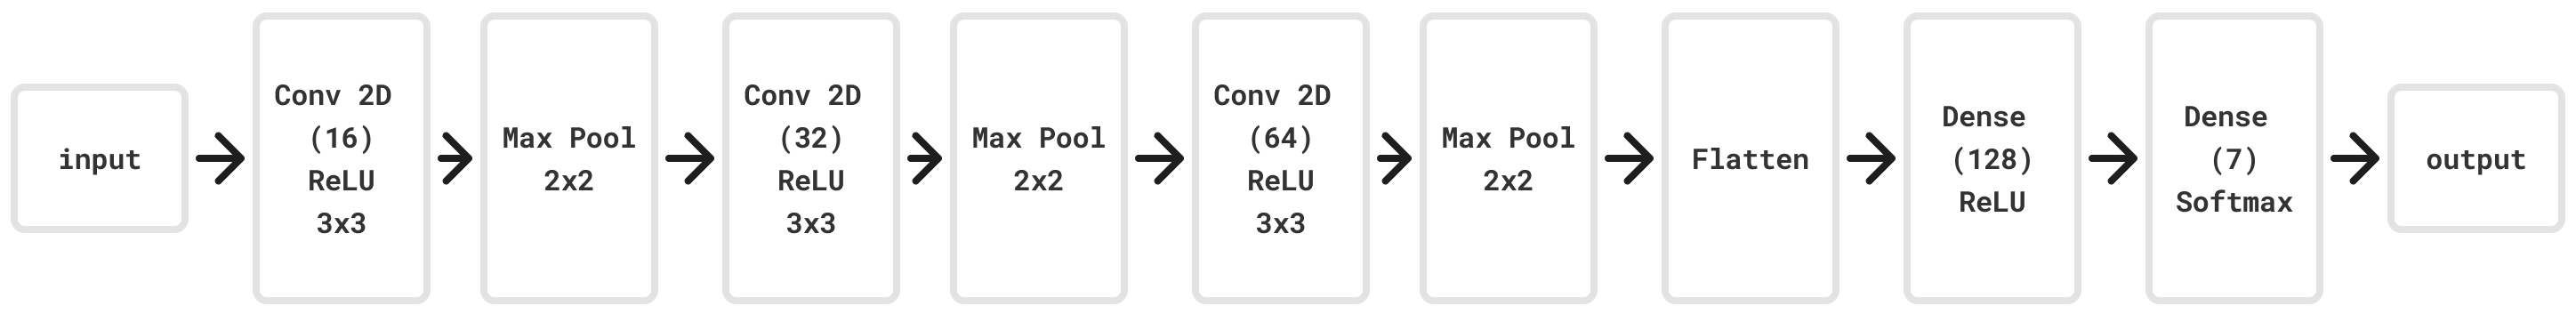 input
Conv 2D
(16)
ReLU
3x3
Max Pool
2x2
Conv 2D
(32)
ReLU
3x3
Max Pool
2x2
Conv 2D
(64)
ReLU
3x3
Max Pool
2x2
Flatten
Dense
(128)
ReLU
Dense
(7)
Softmax
output